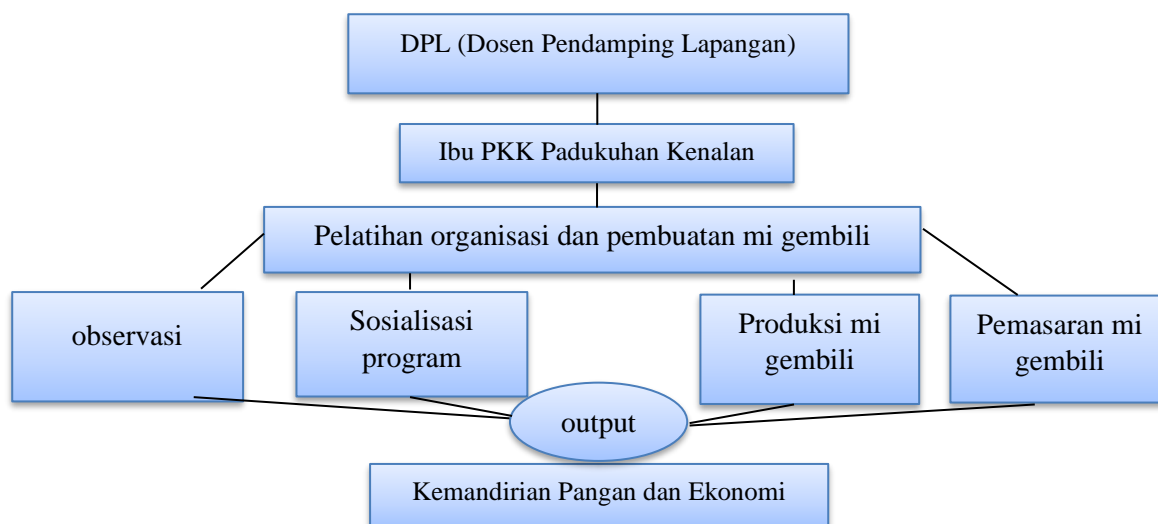 DPL (Dosen Pendamping Lapangan)
Ibu PKK Padukuhan Kenalan
Pelatihan organisasi dan pembuatan mi gembili
observasi
Sosialisasi
program
Produksi mi
gembili
Pemasaran mi
gembili
output
Kemandirian Pangan dan Ekonomi